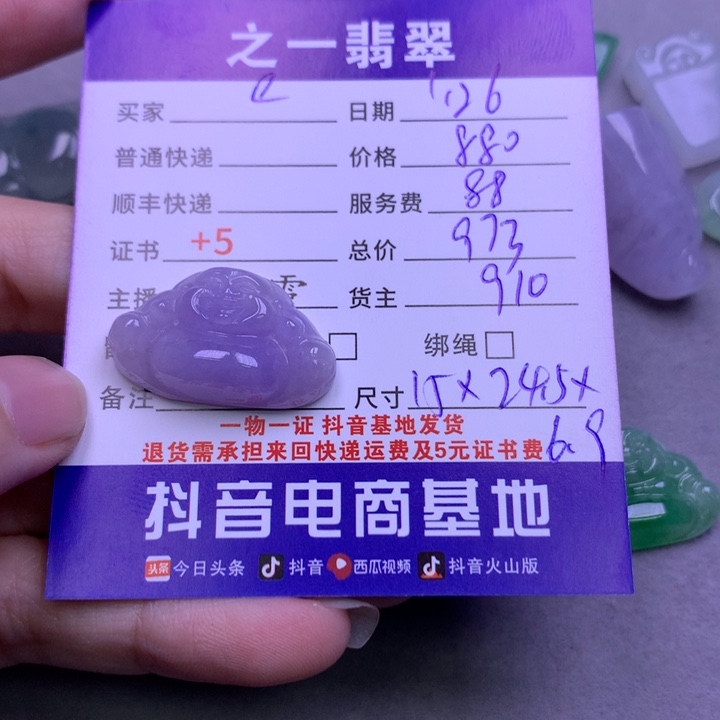 之一翡翠
买家 日期 126
普通快递 价格 880
顺丰快递 服务费 88
证书 +5 总价 973
主播 雪 货主 910
绑绳
备注 尺寸 15×24.5×
6.9
一物一证 抖音基地发货
退货需承担来回快递运费及5元证书费
抖音电商基地
头条 今日头条 抖音 西瓜视频 抖音火山版